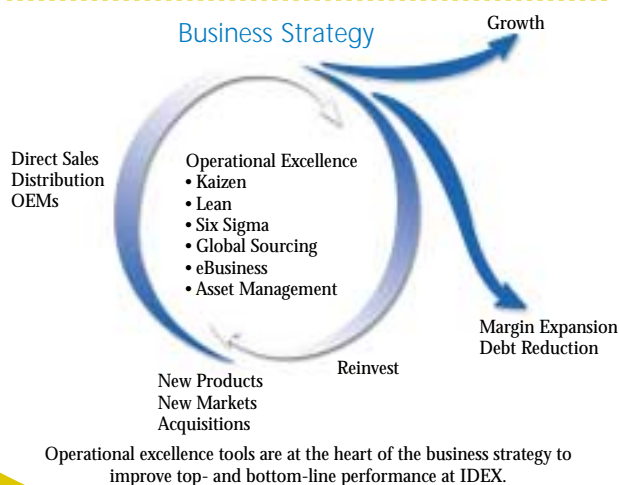 Business Strategy
Growth
Direct Sales
Distribution
OEMs
Operational Excellence
• Kaizen
• Lean
• Six Sigma
• Global Sourcing
• eBusiness
• Asset Management
Margin Expansion
Debt Reduction
Reinvest
New Products
New Markets
Acquisitions
Operational excellence tools are at the heart of the business strategy to
improve top- and bottom-line performance at IDEX.